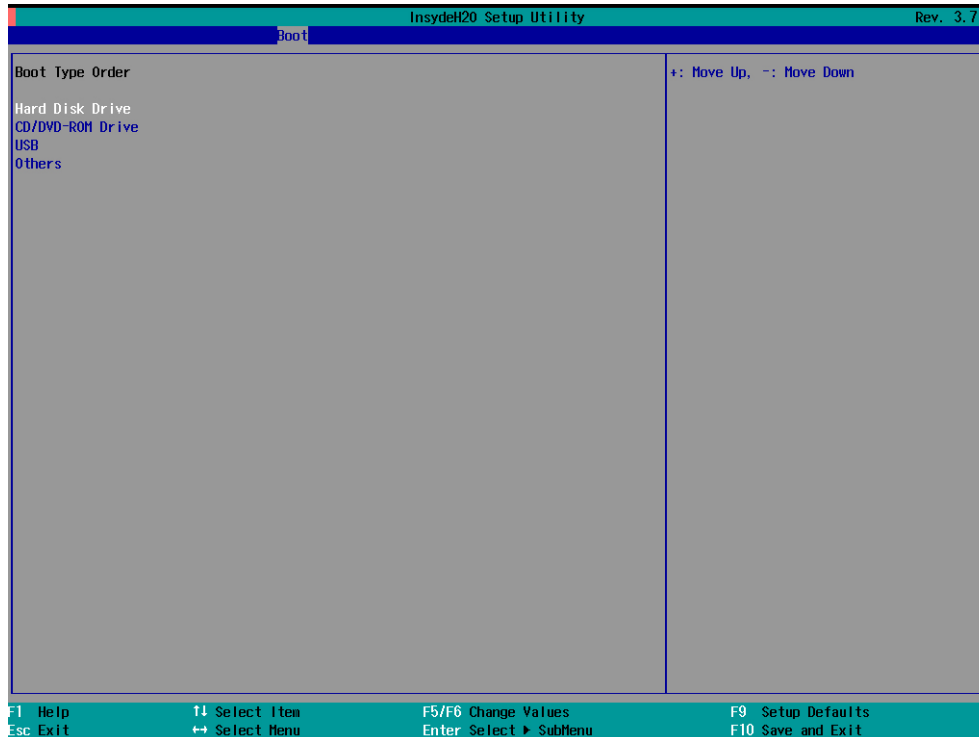 InsydeH20 Setup Utility Rev. 3.7
Boot
Boot Type Order
+: Move Up, -: Move Down
Hard Disk Drive
CD/DVD-ROM Drive
USB
Others
F1 Help ↑↓ Select Item F5/F6 Change Values F9 Setup Defaults
Esc Exit ↔ Select Menu Enter Select ▶ SubMenu F10 Save and Exit